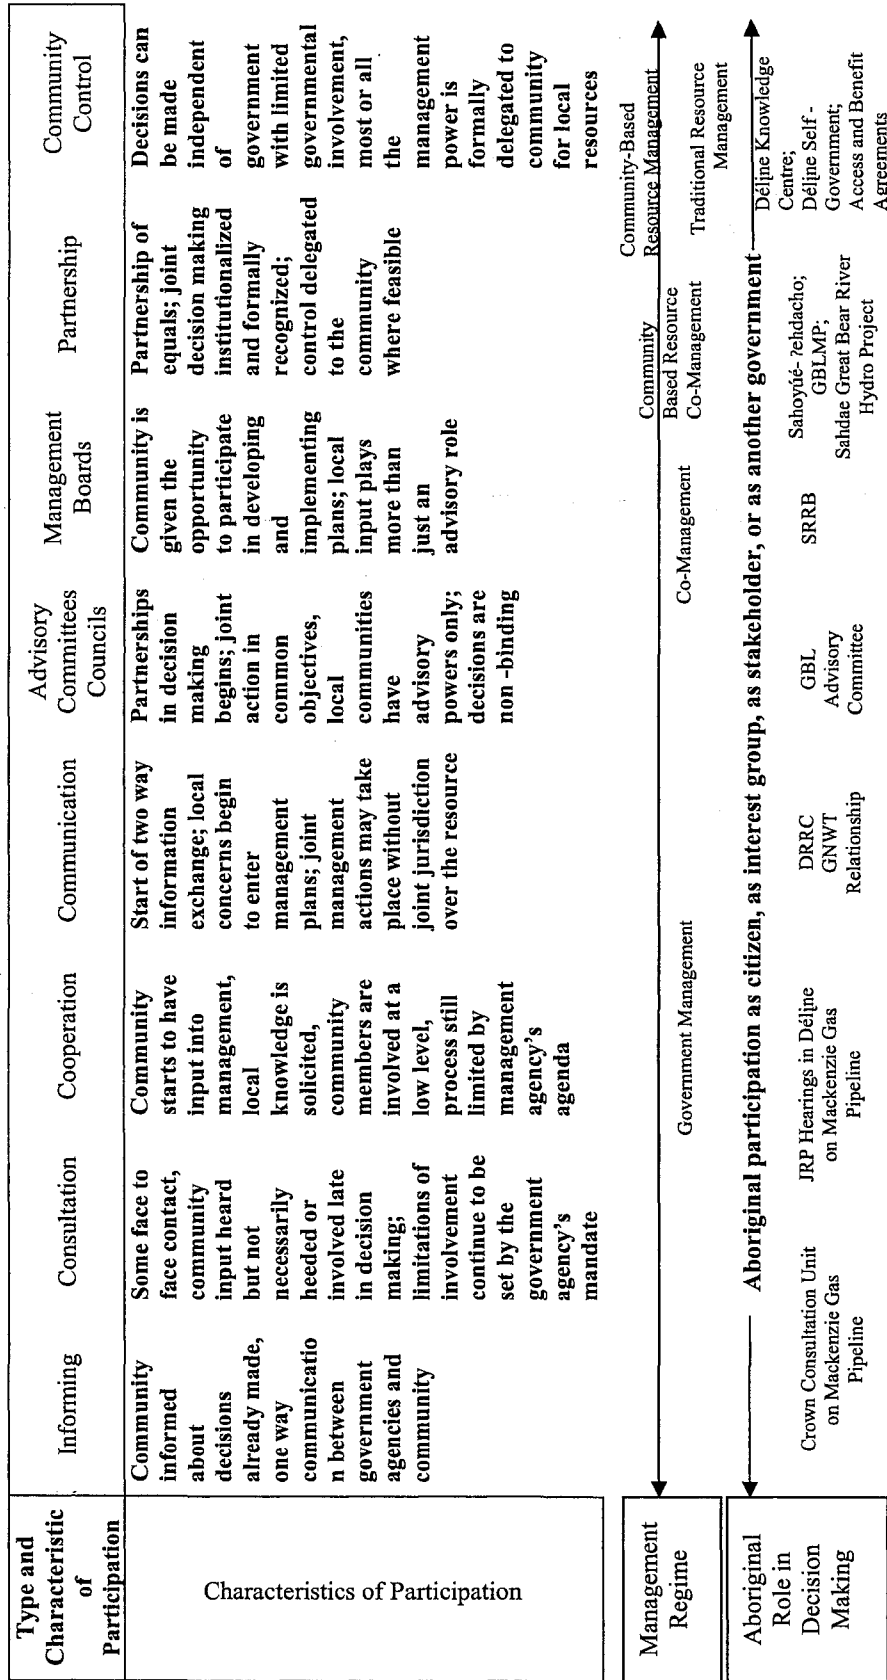 Type and
Characteristic
of
Participation
Informing
Consultation
Cooperation
Communication
Advisory
Committees
Councils
Management
Boards
Partnership
Community
Control
Characteristics of Participation
Community
informed
about
decisions
already made,
one way
communicatio
n between
government
agencies and
community
Some face to
face contact,
community
input heard
but not
necessarily
heeded or
involved late
in decision
making;
limitations of
involvement
continue to be
set by the
government
agency's
mandate
Community
starts to have
input into
management,
local
knowledge is
solicited,
community
members are
involved at a
low level,
process still
limited by
management
agency's
agenda
Start of two way
information
exchange; local
concerns begin
to enter
management
plans; joint
management
actions may take
place without
joint jurisdiction
over the resource
Partnerships
in decision
making
begins; joint
action in
common
objectives,
local
communities
have
advisory
powers only;
decisions are
non -binding
Community is
given the
opportunity
to participate
in developing
and
implementing
plans; local
input plays
more than
just an
advisory role
Partnership of
equals; joint
decision making
institutionalized
and formally
recognized;
control delegated
to the
community
where feasible
Decisions can
be made
independent
of
government
with limited
governmental
involvement,
most or all
the
management
power is
formally
delegated to
community
for local
resources
Management
Regime
Government Management
Co-Management
Community
Based Resource
Co-Management
Community-Based
Resource Management
Traditional Resource
Management
Aboriginal
Role in
Decision
Making
Aboriginal participation as citizen, as interest group, as stakeholder, or as another government
Crown Consultation Unit
on Mackenzie Gas
Pipeline
JRP Hearings in Délı̨ne
on Mackenzie Gas
Pipeline
DRRC
GNWT
Relationship
GBL
Advisory
Committee
SRRB
Sahoyúé- ?ehdacho;
GBLMP;
Sahdae Great Bear River
Hydro Project
Délı̨ne Knowledge
Centre;
Délı̨ne Self -
Government;
Access and Benefit
Agreements